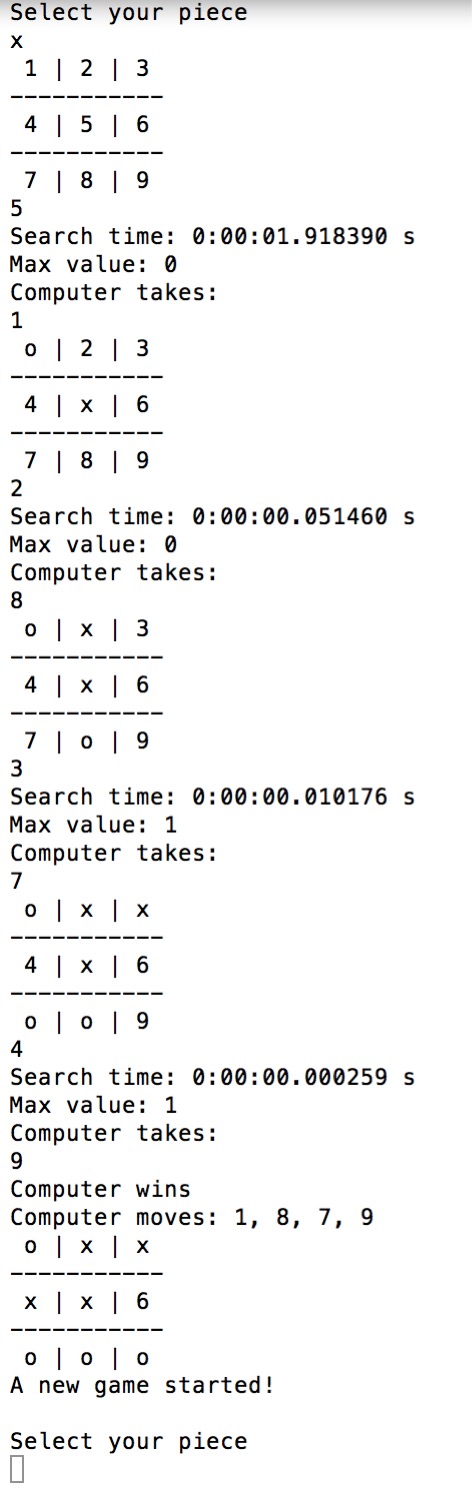 Select your piece
x
 1 | 2 | 3
-----------
 4 | 5 | 6
-----------
 7 | 8 | 9
5
Search time: 0:00:01.918390 s
Max value: 0
Computer takes:
1
 o | 2 | 3
-----------
 4 | x | 6
-----------
 7 | 8 | 9
2
Search time: 0:00:00.051460 s
Max value: 0
Computer takes:
8
 o | x | 3
-----------
 4 | x | 6
-----------
 7 | o | 9
3
Search time: 0:00:00.010176 s
Max value: 1
Computer takes:
7
 o | x | x
-----------
 4 | x | 6
-----------
 o | o | 9
4
Search time: 0:00:00.000259 s
Max value: 1
Computer takes:
9
Computer wins
Computer moves: 1, 8, 7, 9
 o | x | x
-----------
 x | x | 6
-----------
 o | o | o
A new game started!

Select your piece